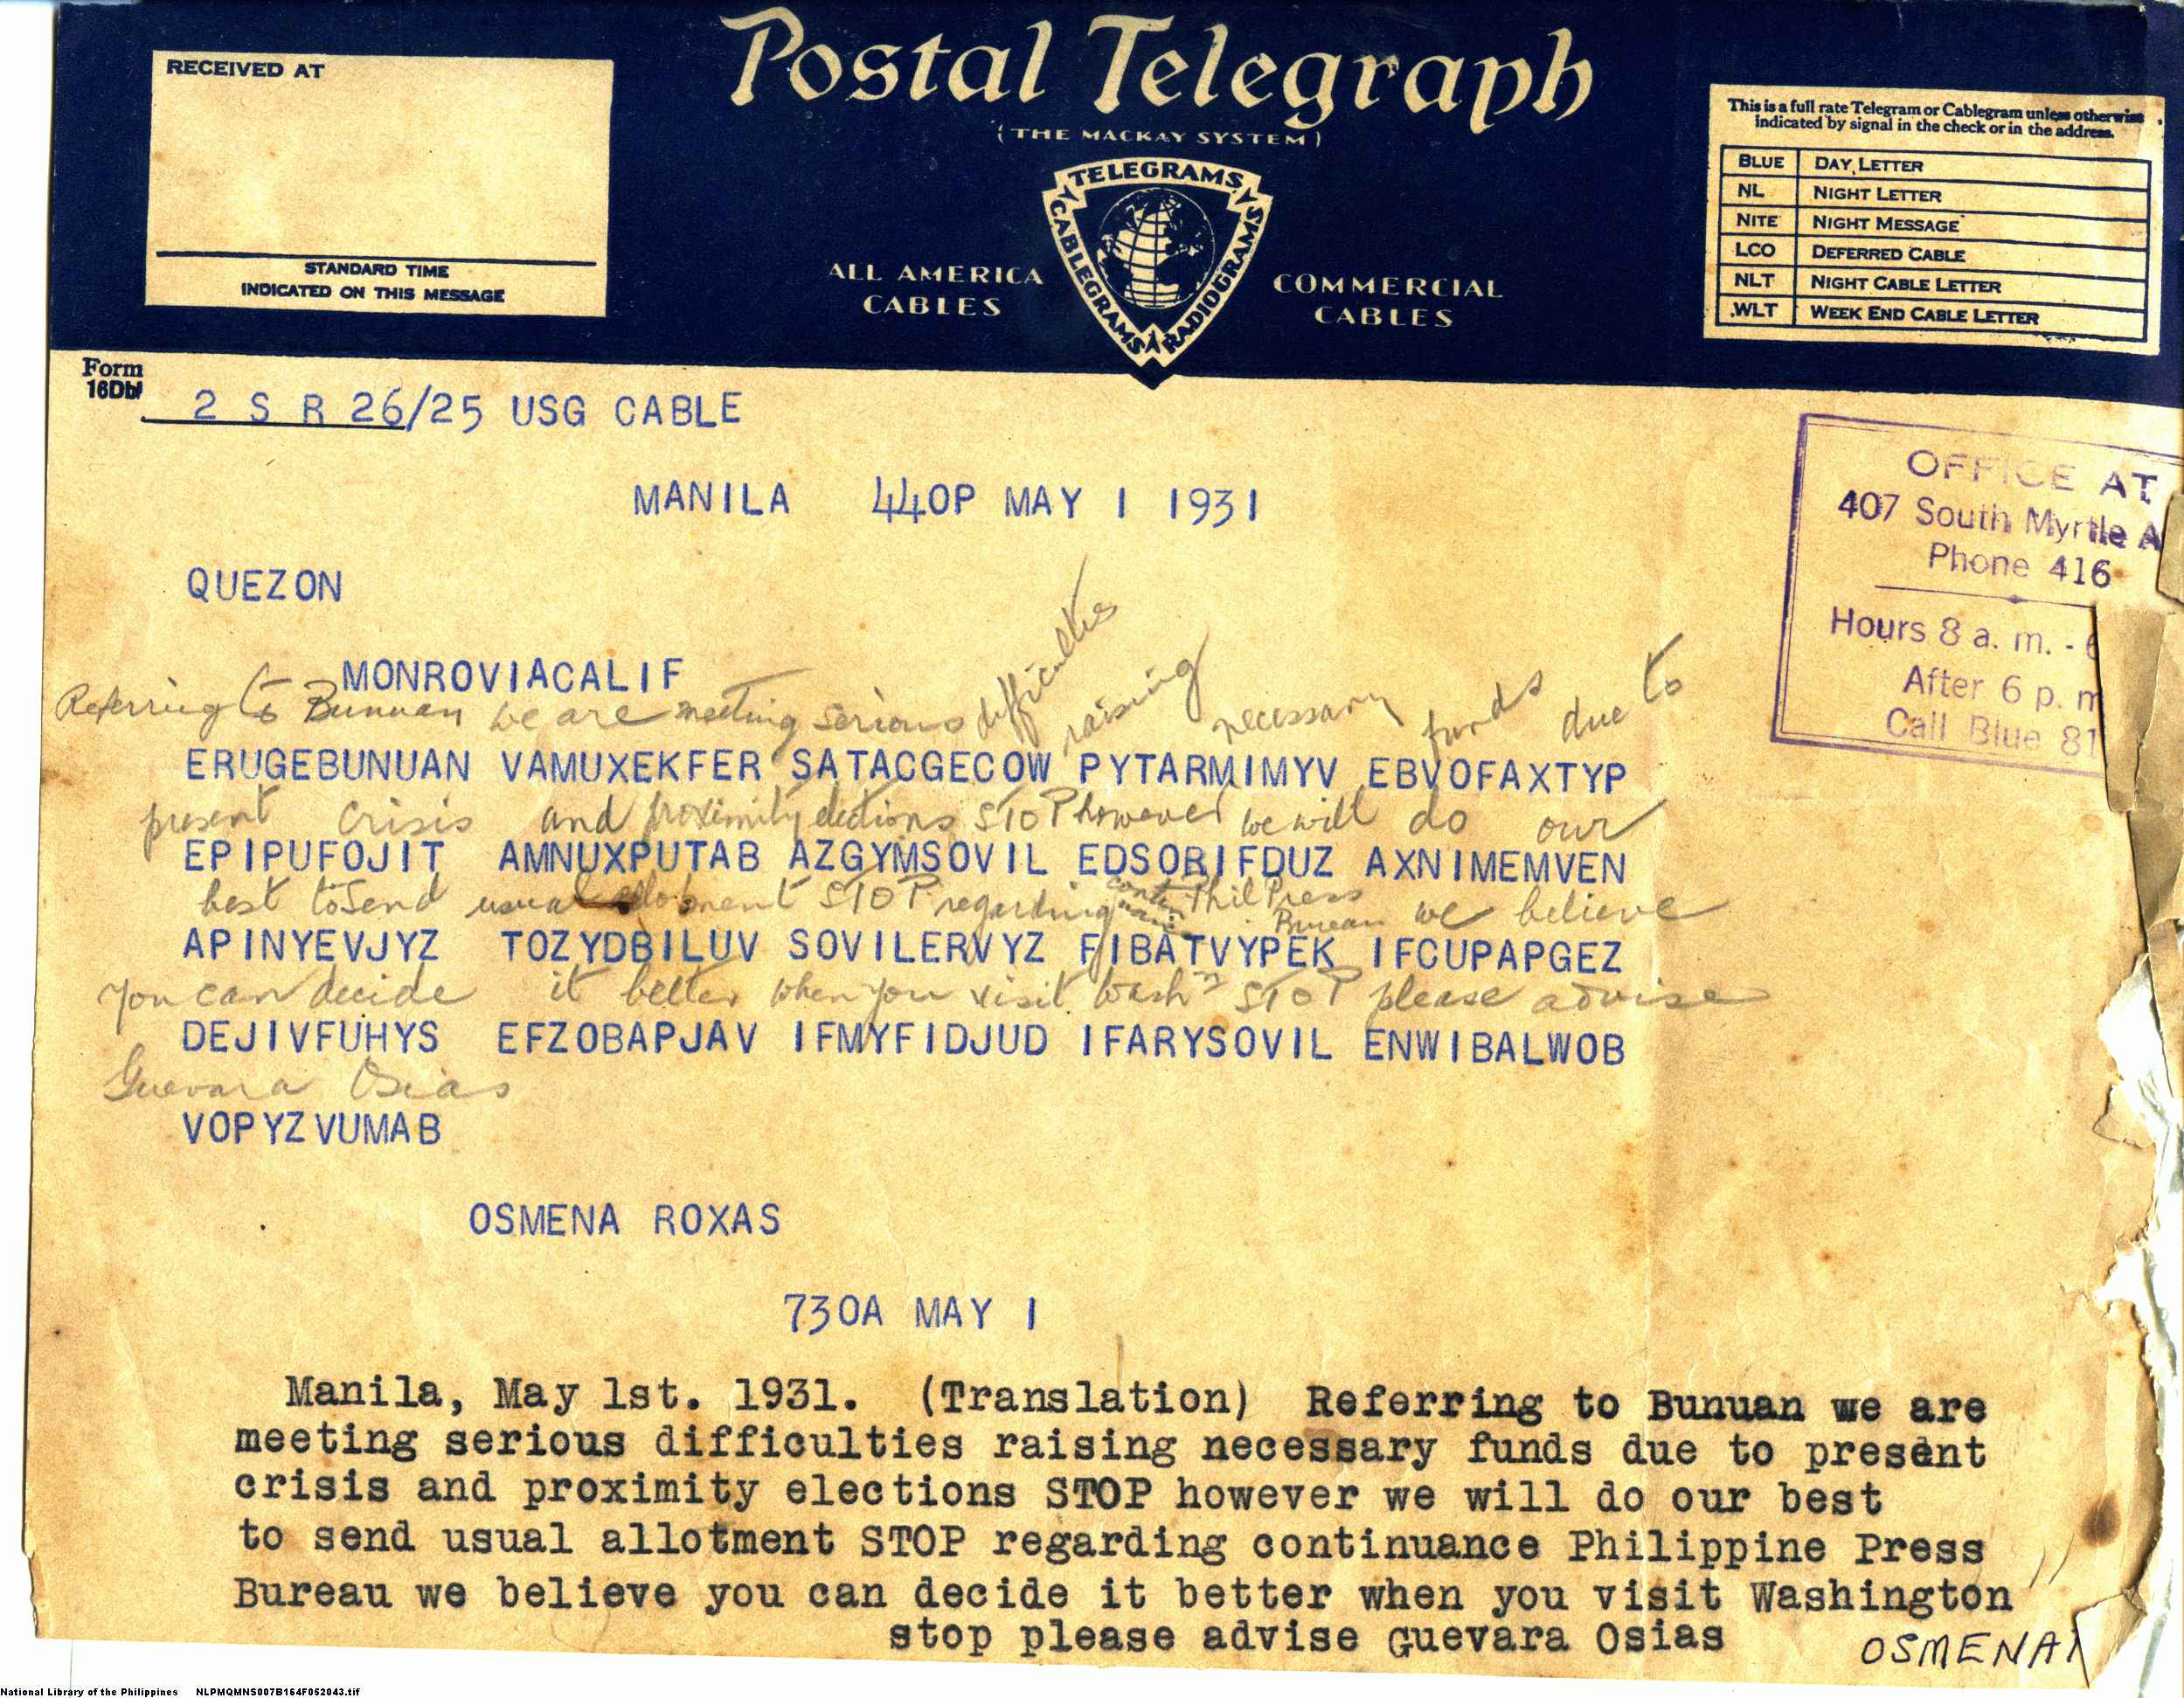 RECEIVED AT
STANDARD TIME
INDICATED ON THIS MESSAGE
Postal Telegraph
(THE MACKAY SYSTEM)
TELEGRAMS
CABLEGRAMS
RADIOGRAMS
ALL AMERICA
CABLES
COMMERCIAL
CABLES
This is a full rate Telegram or Cablegram unless otherwise
indicated by signal in the check or in the address.
BLUE DAY LETTER
NL NIGHT LETTER
NITE NIGHT MESSAGE
LCO DEFERRED CABLE
NLT NIGHT CABLE LETTER
WLT WEEK END CABLE LETTER
Form
16Dbl
2 S R 26/25 USG CABLE
OFFICE AT
407 South Myrtle A
Phone 416
Hours 8 a. m. - 6
After 6 p. m
Call Blue 81
MANILA 440P MAY 1 1931
QUEZON
MONROVIACALIF
Referring to Bunuan we are meeting serious difficulties raising necessary funds due to
ERUGEBUNUAN VAMUXEKFER SATACGECOW PYTARMIMYV EBVOFAXTYP
present crisis and proximity elections STOP however we will do our
EPIPUFOJIT AMNUXPUTAB AZGYMSOVIL EDSORIFDUZ AXNIMEMVEN
best to send usual allotment STOP regarding Phil Press Bureau we believe
APINYEVJYZ TOZYDBILUV SOVILERVYZ FIBATVYPEK IFCUPAPGEZ
you can decide it better when you visit Washn STOP please advise
DEJIVFUHYS EFZOBAPJAV IFMYFIDJUD IFARYSOVIL ENWIBALWOB
Guevara Osias
VOPYZVUMAB
OSMENA ROXAS
730A MAY 1
Manila, May 1st. 1931. (Translation) Referring to Bunuan we are
meeting serious difficulties raising necessary funds due to present
crisis and proximity elections STOP however we will do our best
to send usual allotment STOP regarding continuance Philippine Press
Bureau we believe you can decide it better when you visit Washington"
stop please advise Guevara Osias
OSMENA
National Library of the Philippines NLPMQMNS007B164F052043.tif